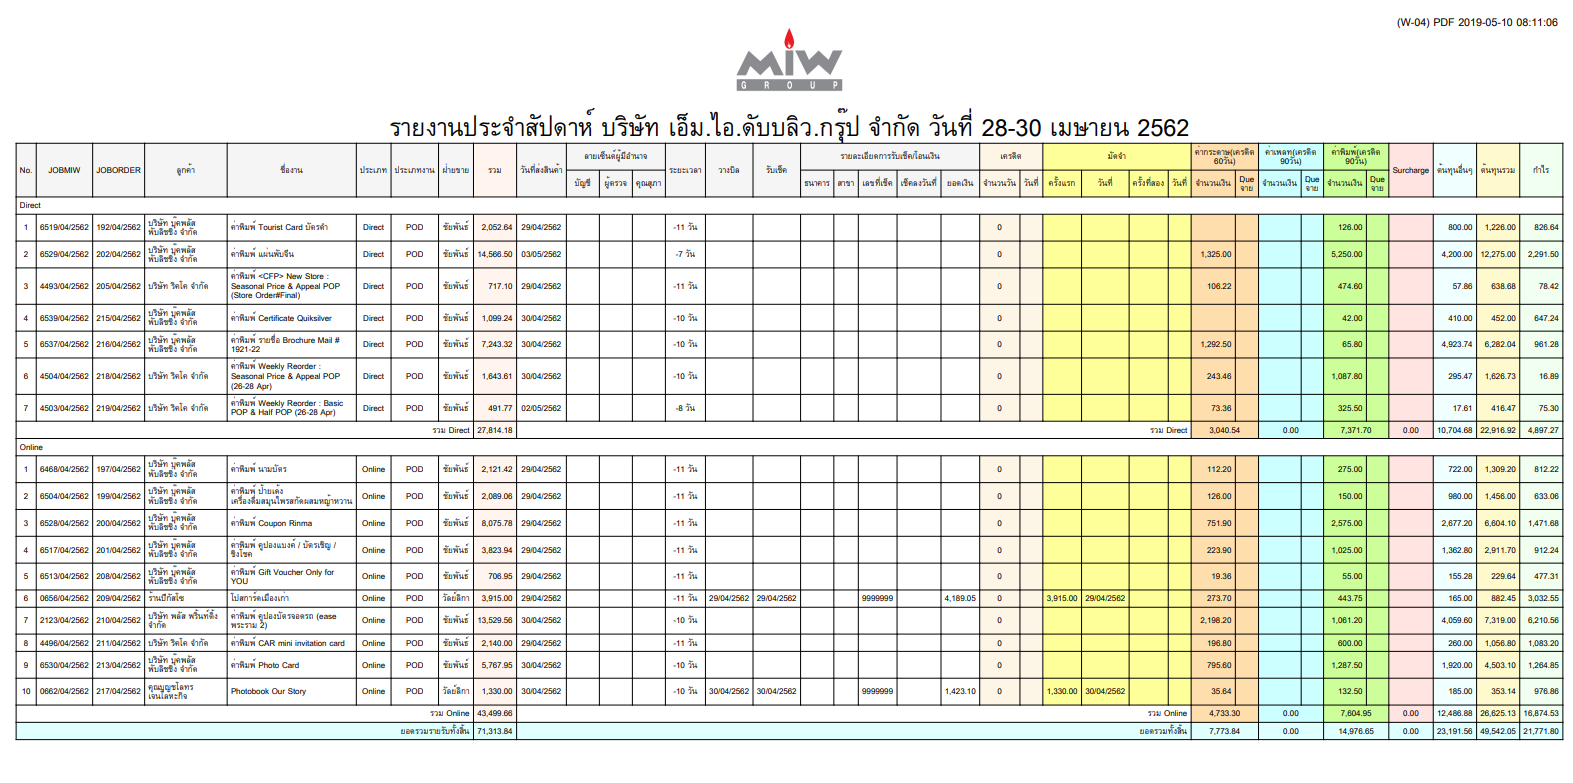 (W-04) PDF 2019-05-10 08:11:06
MIW
GROUP
รายงานประจำสัปดาห์ บริษัท เอ็ม.ไอ.ดับบลิว.กรุ๊ป จำกัด วันที่ 28-30 เมษายน 2562
No. JOBMIW JOBORDER ลูกค้า ชื่องาน ประเภท ประเภทงาน ฝ่ายขาย รวม วันที่ส่งสินค้า ลายเซ็นต์ผู้มีอำนาจ ระยะเวลา วางบิล รับเช็ค รายละเอียดการรับเช็ค/โอนเงิน เครดิต มัดจำ ค่ากระดาษ(เครดิต 60วัน) ค่าเพลท(เครดิต 90วัน) ค่าพิมพ์(เครดิต 90วัน) Surcharge ต้นทุนอื่นๆ ต้นทุนรวม กำไร
บัญชี ผู้ตรวจ คุณสุภา ธนาคาร สาขา เลขที่เช็ค เช็คลงวันที่ ยอดเงิน จำนวนวัน วันที่ ครั้งแรก วันที่ ครั้งที่สอง วันที่ จำนวนเงิน Due จ่าย จำนวนเงิน Due จ่าย จำนวนเงิน Due จ่าย
Direct
1 6519/04/2562 192/04/2562 บริษัท บุ๊คพลัส พับลิชชิ่ง จำกัด ค่าพิมพ์ Tourist Card บัตรดำ Direct POD ชัยพันธ์ 2,052.64 29/04/2562 -11 วัน 0 126.00 800.00 1,226.00 826.64
2 6529/04/2562 202/04/2562 บริษัท บุ๊คพลัส พับลิชชิ่ง จำกัด ค่าพิมพ์ แผ่นพับจีน Direct POD ชัยพันธ์ 14,566.50 03/05/2562 -7 วัน 0 1,325.00 5,250.00 4,200.00 12,275.00 2,291.50
3 4493/04/2562 205/04/2562 บริษัท ริคโค จำกัด ค่าพิมพ์ <CFP> New Store : Seasonal Price & Appeal POP (Store Order#Final) Direct POD ชัยพันธ์ 717.10 29/04/2562 -11 วัน 0 106.22 474.60 57.86 638.68 78.42
4 6539/04/2562 215/04/2562 บริษัท บุ๊คพลัส พับลิชชิ่ง จำกัด ค่าพิมพ์ Certificate Quiksilver Direct POD ชัยพันธ์ 1,099.24 30/04/2562 -10 วัน 0 42.00 410.00 452.00 647.24
5 6537/04/2562 216/04/2562 บริษัท บุ๊คพลัส พับลิชชิ่ง จำกัด ค่าพิมพ์ รายชื่อ Brochure Mail # 1921-22 Direct POD ชัยพันธ์ 7,243.32 30/04/2562 -10 วัน 0 1,292.50 65.80 4,923.74 6,282.04 961.28
6 4504/04/2562 218/04/2562 บริษัท ริคโค จำกัด ค่าพิมพ์ Weekly Reorder : Seasonal Price & Appeal POP (26-28 Apr) Direct POD ชัยพันธ์ 1,643.61 30/04/2562 -10 วัน 0 243.46 1,087.80 295.47 1,626.73 16.89
7 4503/04/2562 219/04/2562 บริษัท ริคโค จำกัด ค่าพิมพ์ Weekly Reorder : Basic POP & Half POP (26-28 Apr) Direct POD ชัยพันธ์ 491.77 02/05/2562 -8 วัน 0 73.36 325.50 17.61 416.47 75.30
รวม Direct 27,814.18 รวม Direct 3,040.54 0.00 7,371.70 0.00 10,704.68 22,916.92 4,897.27
Online
1 6468/04/2562 197/04/2562 บริษัท บุ๊คพลัส พับลิชชิ่ง จำกัด ค่าพิมพ์ นามบัตร Online POD ชัยพันธ์ 2,121.42 29/04/2562 -11 วัน 0 112.20 275.00 722.00 1,309.20 812.22
2 6504/04/2562 199/04/2562 บริษัท บุ๊คพลัส พับลิชชิ่ง จำกัด ค่าพิมพ์ ป้ายเด้ง เครื่องดื่มสมุนไพรสกัดผสมหญ้าหวาน Online POD ชัยพันธ์ 2,089.06 29/04/2562 -11 วัน 0 126.00 150.00 980.00 1,456.00 633.06
3 6528/04/2562 200/04/2562 บริษัท บุ๊คพลัส พับลิชชิ่ง จำกัด ค่าพิมพ์ Coupon Rinma Online POD ชัยพันธ์ 8,075.78 29/04/2562 -11 วัน 0 751.90 2,575.00 2,677.20 6,604.10 1,471.68
4 6517/04/2562 201/04/2562 บริษัท บุ๊คพลัส พับลิชชิ่ง จำกัด ค่าพิมพ์ คูปองแบงค์ / บัตรเชิญ / ชิงโชค Online POD ชัยพันธ์ 3,823.94 29/04/2562 -11 วัน 0 223.90 1,025.00 1,362.80 2,911.70 912.24
5 6513/04/2562 208/04/2562 บริษัท บุ๊คพลัส พับลิชชิ่ง จำกัด ค่าพิมพ์ Gift Voucher Only for YOU Online POD ชัยพันธ์ 706.95 29/04/2562 -11 วัน 0 19.36 55.00 155.28 229.64 477.31
6 0656/04/2562 209/04/2562 ร้านปีกัสโซ โปสการ์ดเมืองเก่า Online POD วัลย์ลิกา 3,915.00 29/04/2562 -11 วัน 29/04/2562 29/04/2562 9999999 4,189.05 0 3,915.00 29/04/2562 273.70 443.75 165.00 882.45 3,032.55
7 2123/04/2562 210/04/2562 บริษัท พลัส พริ้นท์ติ้ง จำกัด ค่าพิมพ์ คูปองบัตรจอดรถ (ease พระราม 2) Online POD ชัยพันธ์ 13,529.56 30/04/2562 -10 วัน 0 2,198.20 1,061.20 4,059.60 7,319.00 6,210.56
8 4496/04/2562 211/04/2562 บริษัท ริคโค จำกัด ค่าพิมพ์ CAR mini invitation card Online POD ชัยพันธ์ 2,140.00 29/04/2562 -11 วัน 0 196.80 600.00 260.00 1,056.80 1,083.20
9 6530/04/2562 213/04/2562 บริษัท บุ๊คพลัส พับลิชชิ่ง จำกัด ค่าพิมพ์ Photo Card Online POD ชัยพันธ์ 5,767.95 30/04/2562 -10 วัน 0 795.60 1,287.50 1,920.00 4,503.10 1,264.85
10 0662/04/2562 217/04/2562 คุณบุญชโลทร เจนโลหะกิจ Photobook Our Story Online POD วัลย์ลิกา 1,330.00 30/04/2562 -10 วัน 30/04/2562 30/04/2562 9999999 1,423.10 0 1,330.00 30/04/2562 35.64 132.50 185.00 353.14 976.86
รวม Online 43,499.66 รวม Online 4,733.30 0.00 7,604.95 0.00 12,486.88 26,625.13 16,874.53
ยอดรวมรายรับทั้งสิ้น 71,313.84 ยอดรวมทั้งสิ้น 7,773.84 0.00 14,976.65 0.00 23,191.56 49,542.05 21,771.80